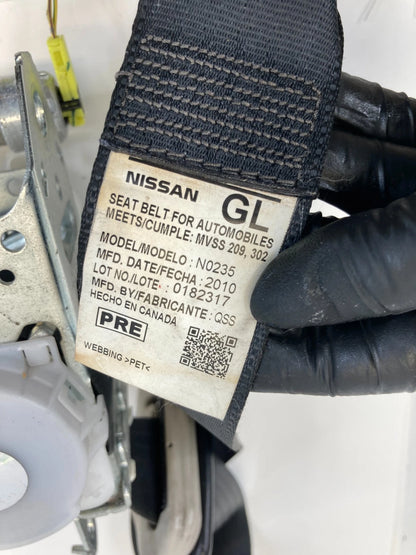 NISSAN GL
SEAT BELT FOR AUTOMOBILES
MEETS/CUMPLE: MVSS 209, 302
MODEL/MODELO : N0235
MFD. DATE/FECHA : 2010
LOT NO./LOTE : 0182317
MFD. BY/FABRICANTE : QSS
HECHO EN CANADA
PRE
WEBBING >PET<